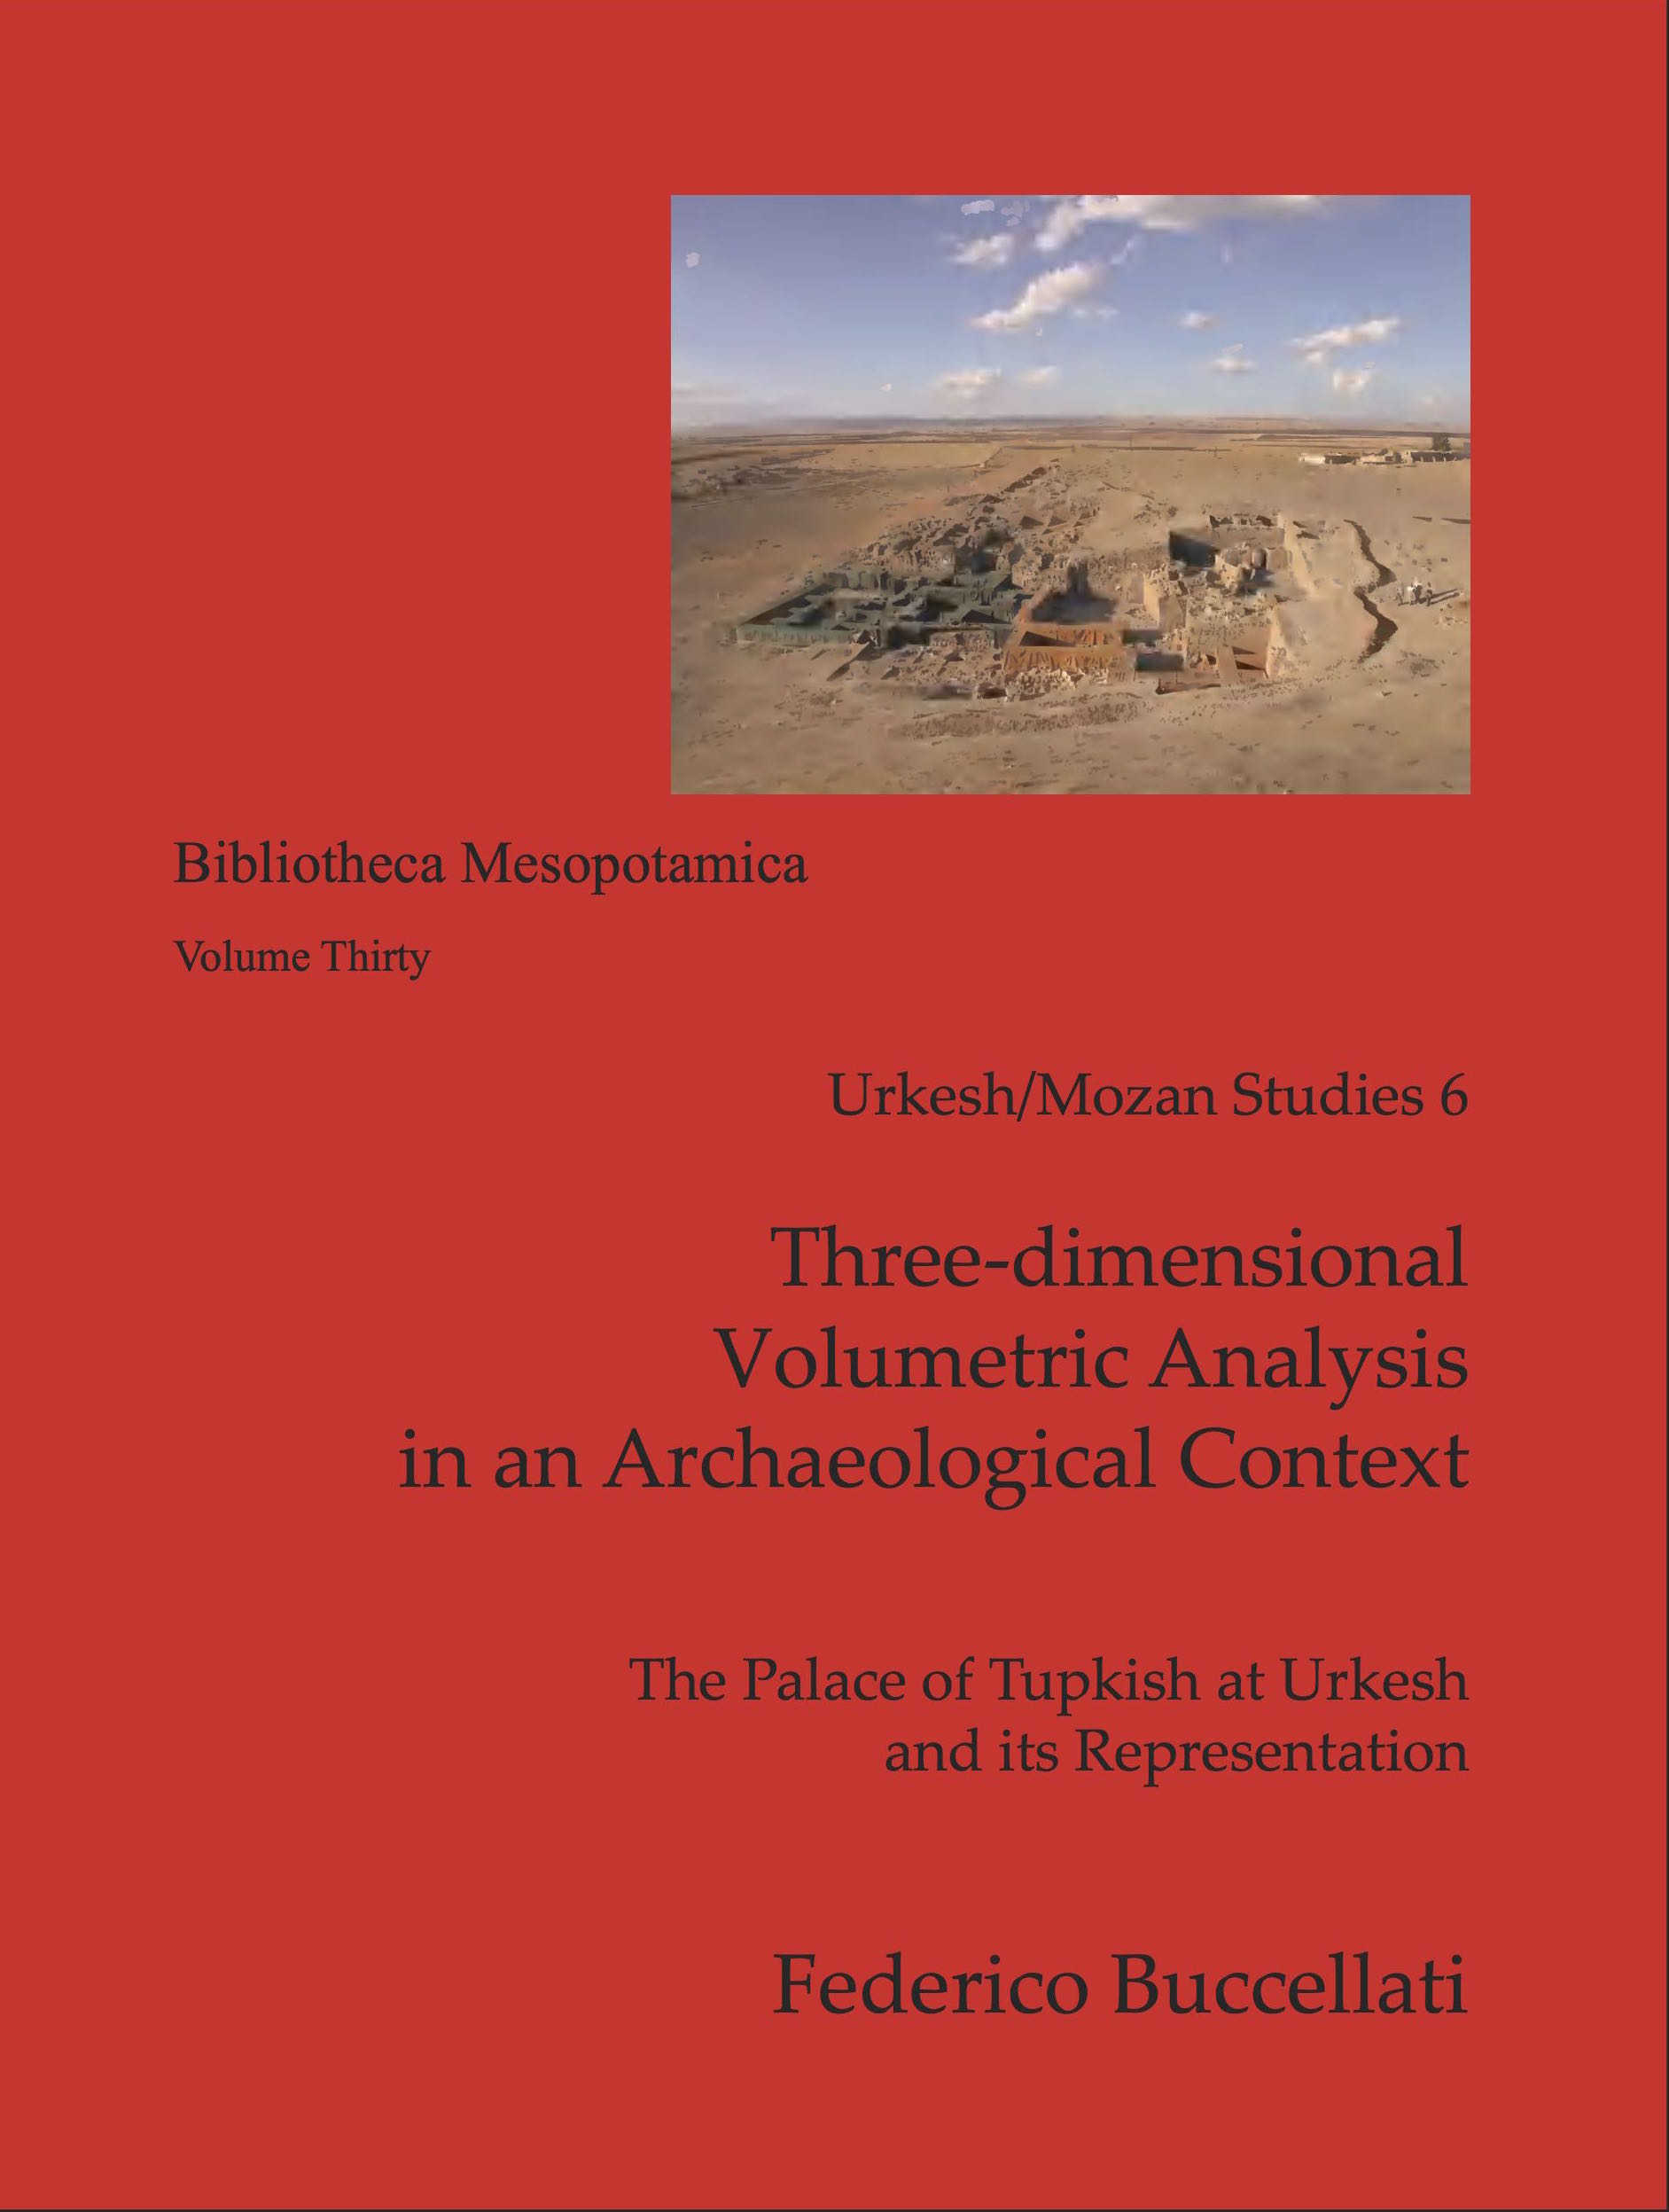 Bibliotheca Mesopotamica
Volume Thirty
Urkesh/Mozan Studies 6
Three-dimensional
Volumetric Analysis
in an Archaeological Context
The Palace of Tupkish at Urkesh
and its Representation
Federico Buccellati